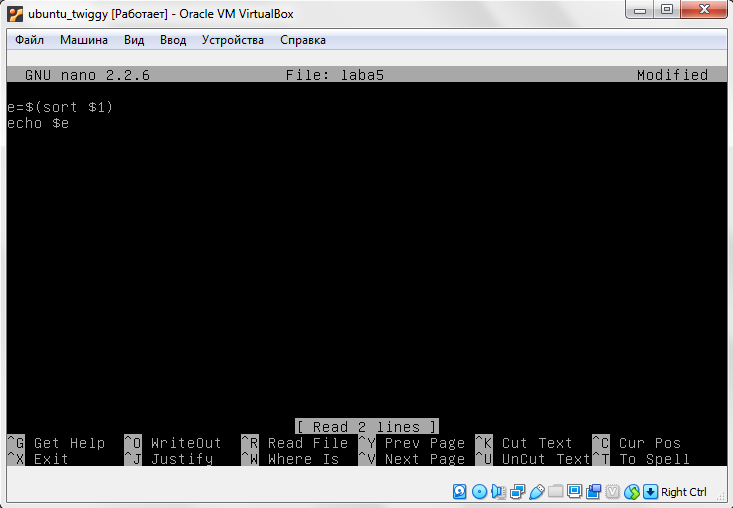 ubuntu_twiggy [Работает] - Oracle VM VirtualBox
Файл Машина Вид Ввод Устройства Справка
GNU nano 2.2.6 File: laba5 Modified
e=$(sort $1)
echo $e
[ Read 2 lines ]
^G Get Help ^O WriteOut ^R Read File ^Y Prev Page ^K Cut Text ^C Cur Pos
^X Exit ^J Justify ^W Where Is ^V Next Page ^U UnCut Text ^T To Spell
Right Ctrl